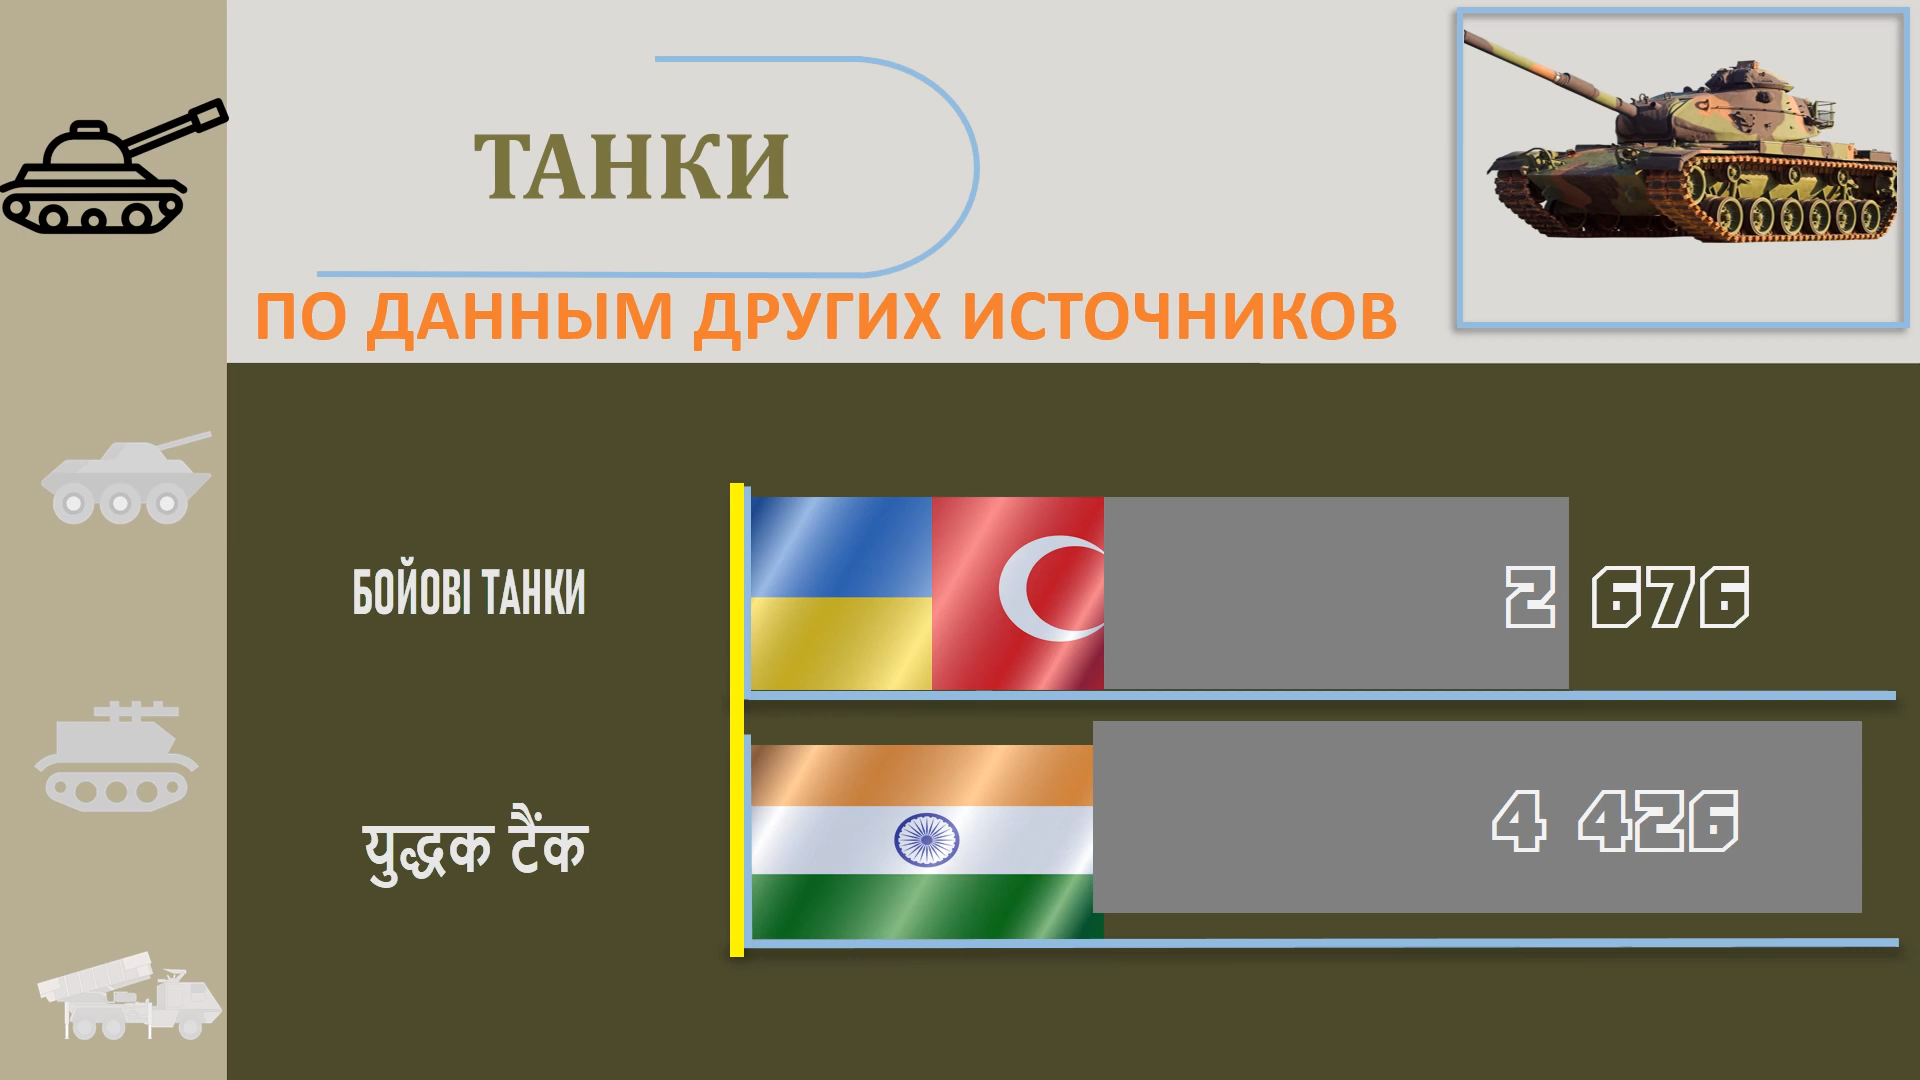 ТАНКИ
ПО ДАННЫМ ДРУГИХ ИСТОЧНИКОВ
БОЙОВІ ТАНКИ
2 676
युद्धक टैंक
4 426